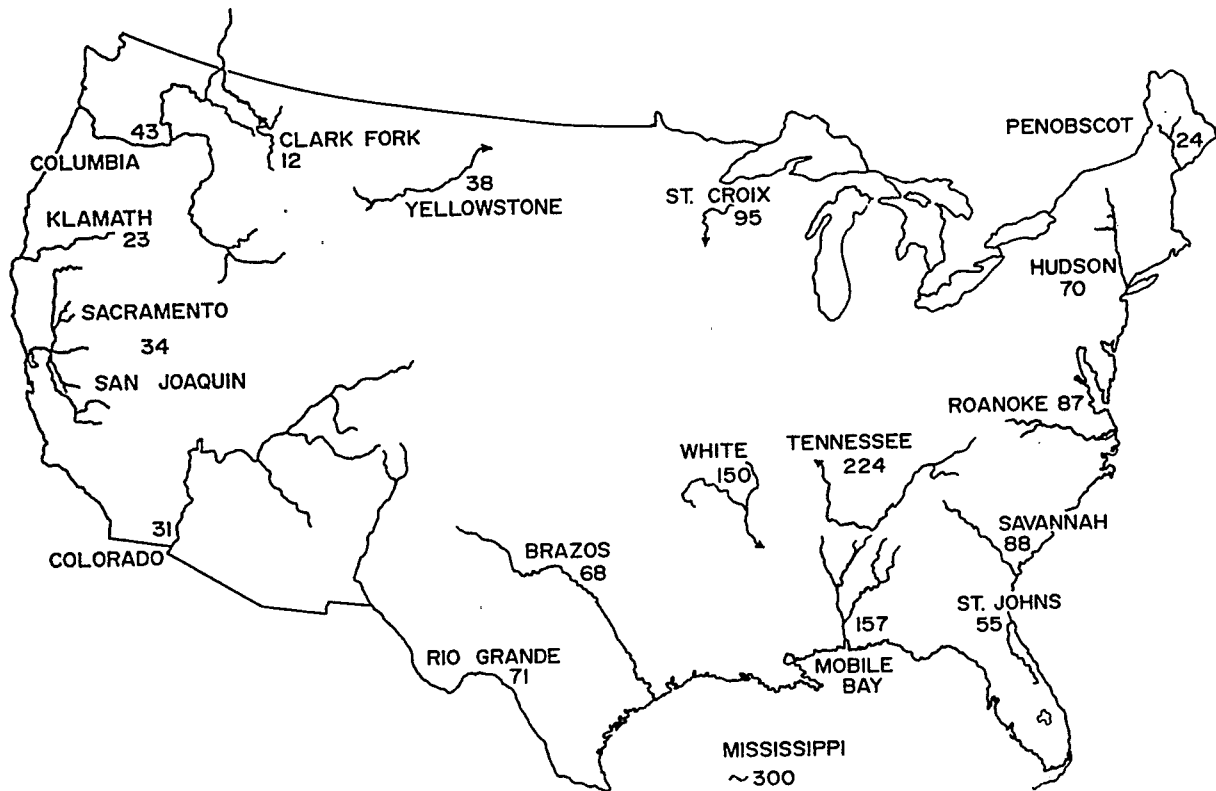 PENOBSCOT
24
43
CLARK FORK
12
COLUMBIA
38
YELLOWSTONE
ST. CROIX
95
KLAMATH
23
HUDSON
70
SACRAMENTO
34
SAN JOAQUIN
ROANOKE 87
WHITE
150
TENNESSEE
224
SAVANNAH
88
31
COLORADO
BRAZOS
68
ST. JOHNS
55
157
MOBILE
BAY
RIO GRANDE
71
MISSISSIPPI
~300